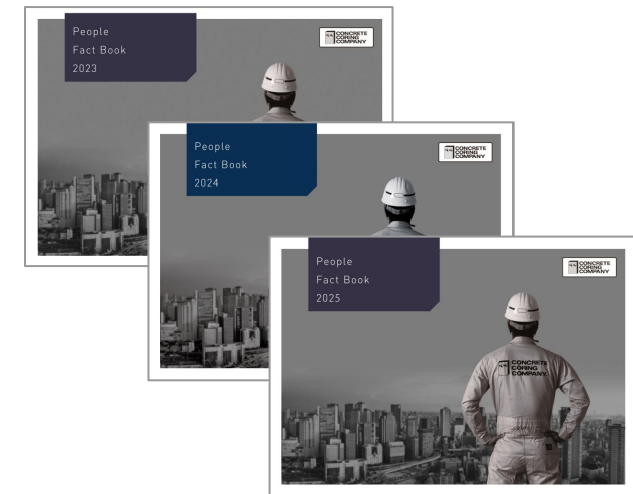 People
Fact Book
2023
CONCRETE
CORING
COMPANY
People
Fact Book
2024
CONCRETE
CORING
COMPANY
People
Fact Book
2025
CONCRETE
CORING
COMPANY
CONCRETE
CORING
COMPANY